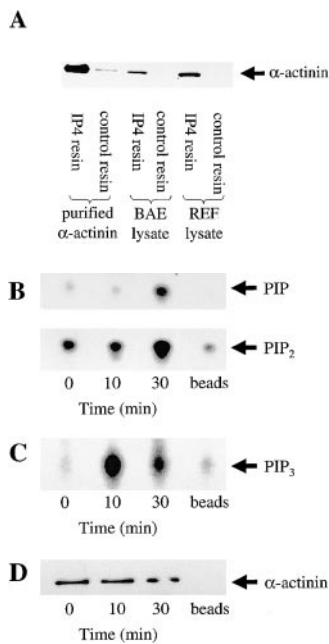 A
α-actinin
IP4 resin
control resin
IP4 resin
control resin
IP4 resin
control resin
purified BAE REF
α-actinin lysate lysate
B
PIP
PIP₂
0 10 30 beads
Time (min)
C
PIP₃
0 10 30 beads
Time (min)
D
α-actinin
0 10 30 beads
Time (min)